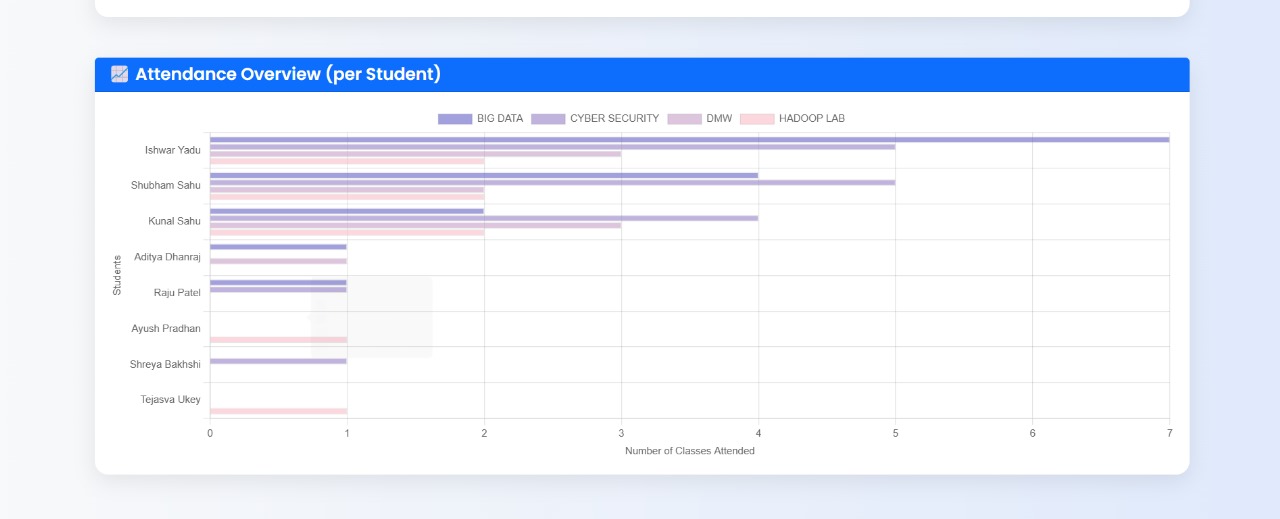 Attendance Overview (per Student)
BIG DATA CYBER SECURITY DMW HADOOP LAB
Ishwar Yadu
Shubham Sahu
Kunal Sahu
Aditya Dhanraj
Raju Patel
Ayush Pradhan
Shreya Bakhshi
Tejasva Ukey
Students
0 1 2 3 4 5 6 7
Number of Classes Attended